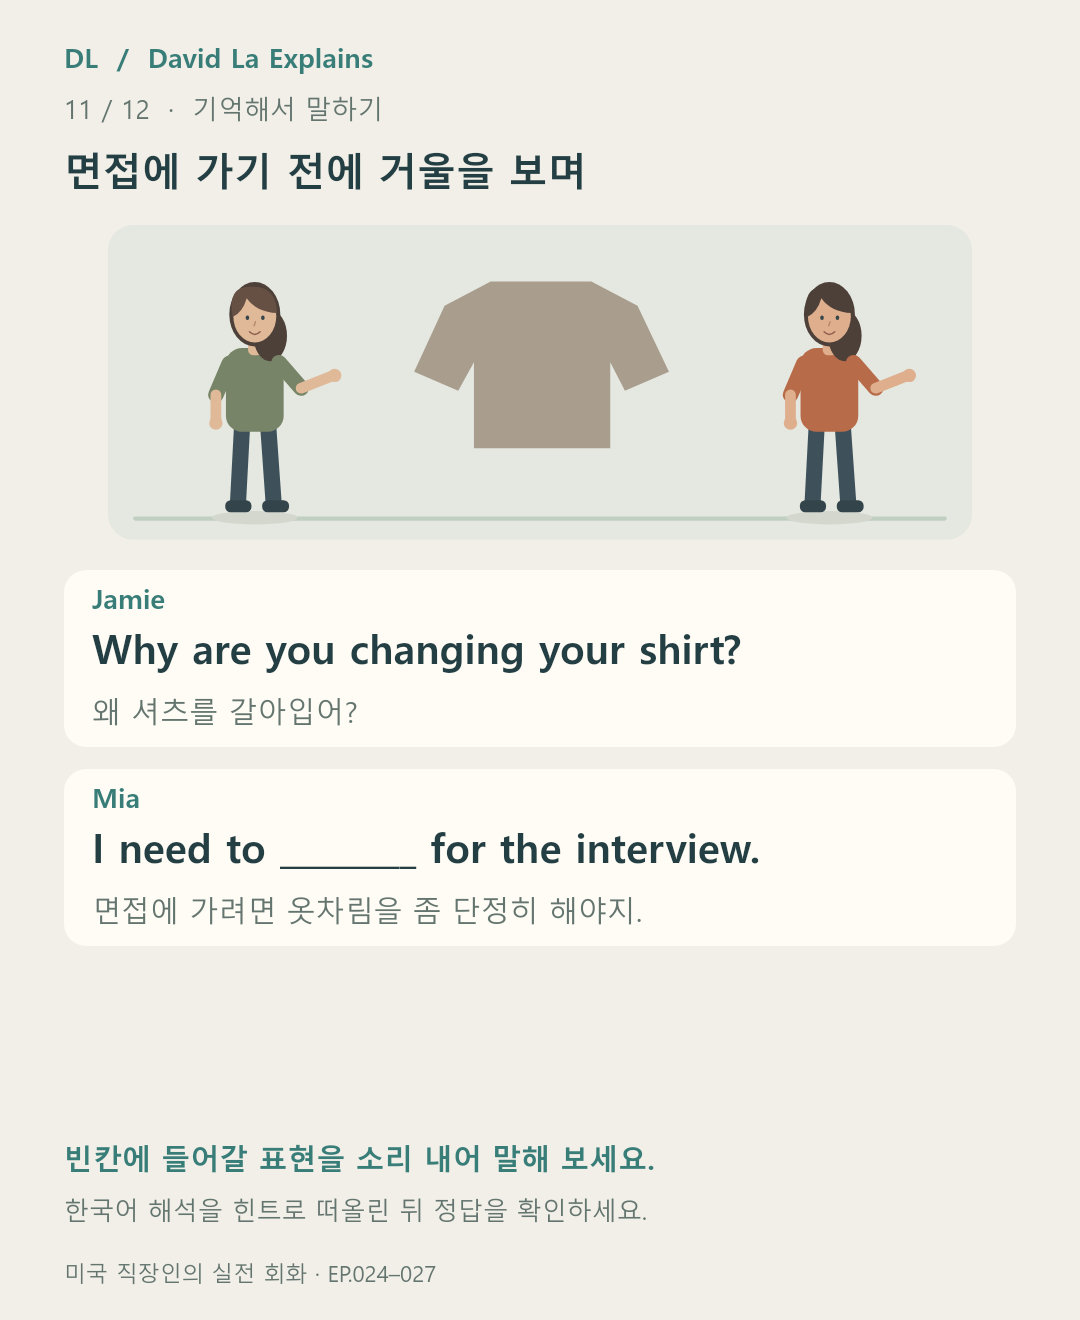 DL / David La Explains
11 / 12 · 기억해서 말하기
면접에 가기 전에 거울을 보며
Jamie
Why are you changing your shirt?
왜 셔츠를 갈아입어?
Mia
I need to _______ for the interview.
면접에 가려면 옷차림을 좀 단정히 해야지.
빈칸에 들어갈 표현을 소리 내어 말해 보세요.
한국어 해석을 힌트로 떠올린 뒤 정답을 확인하세요.
미국 직장인의 실전 회화 · EP.024–027